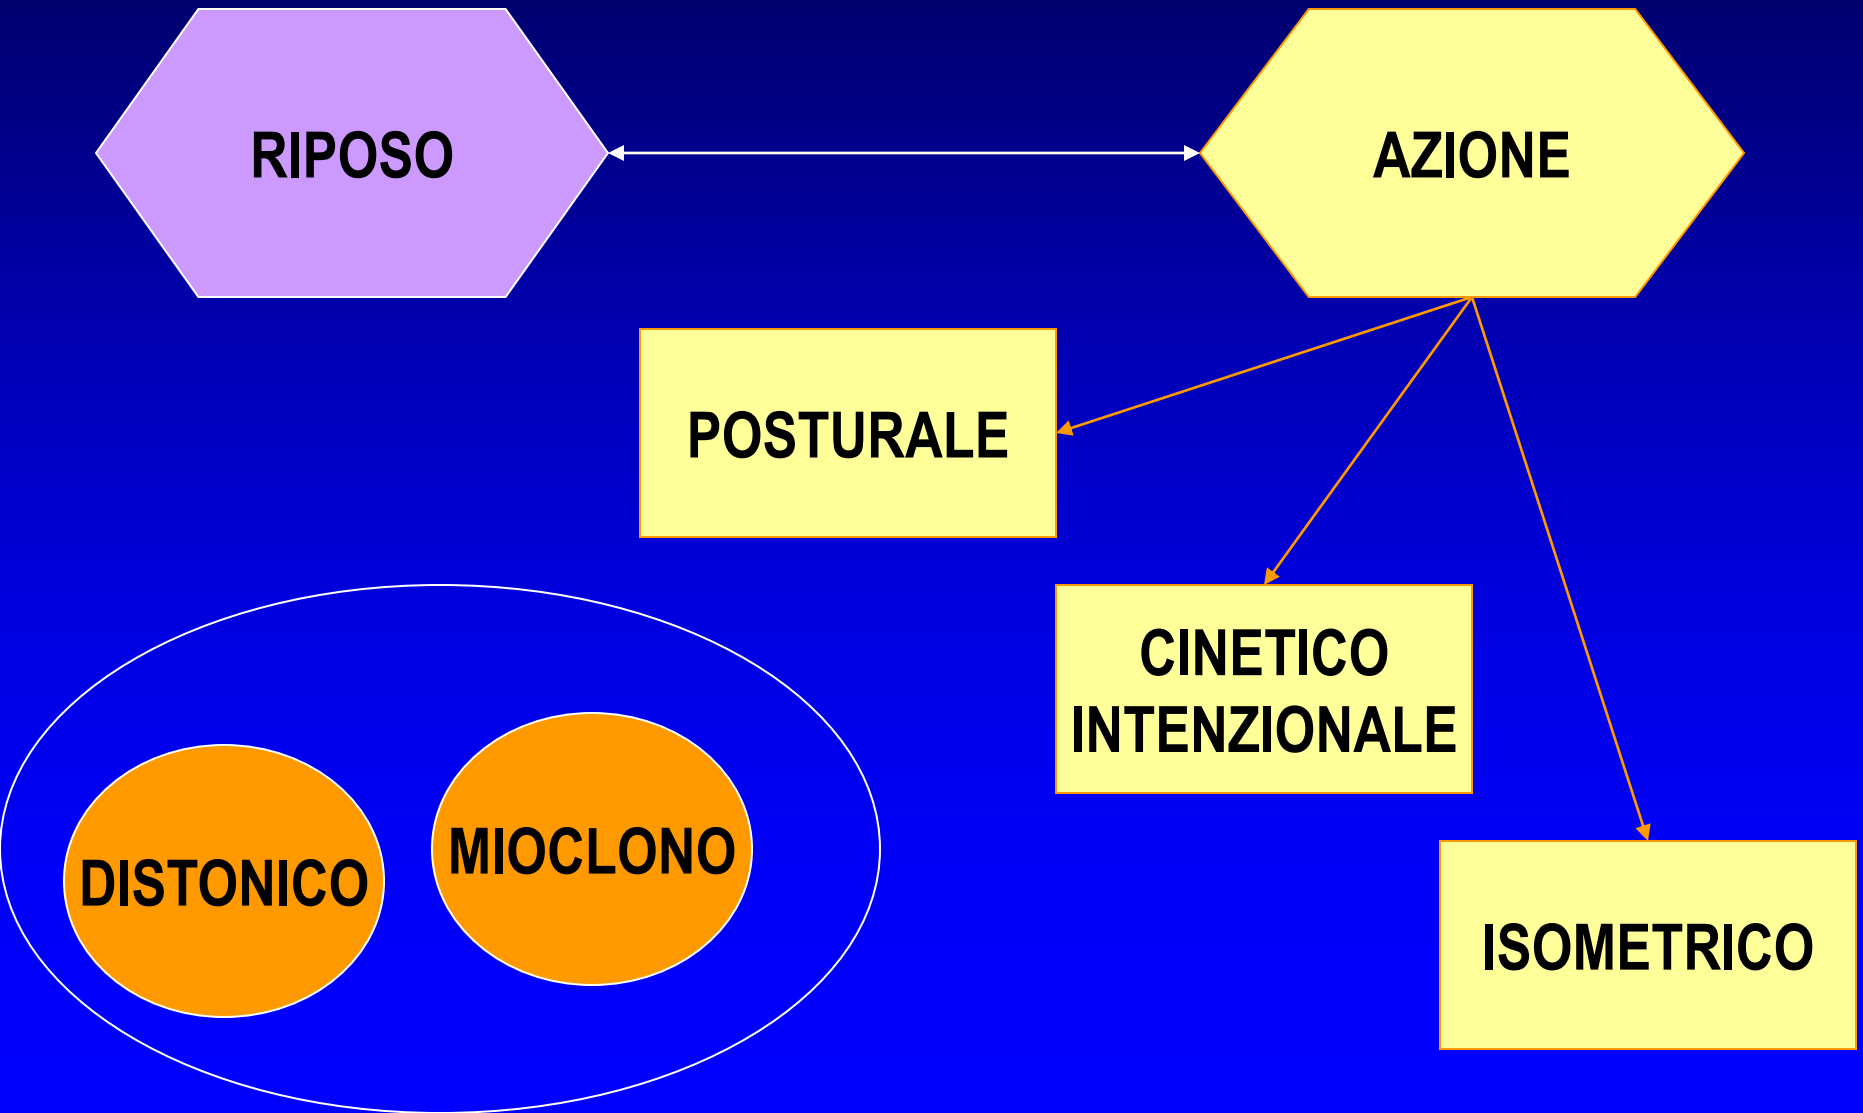 RIPOSO
AZIONE
POSTURALE
CINETICO
INTENZIONALE
MIOCLONO
DISTONICO
ISOMETRICO